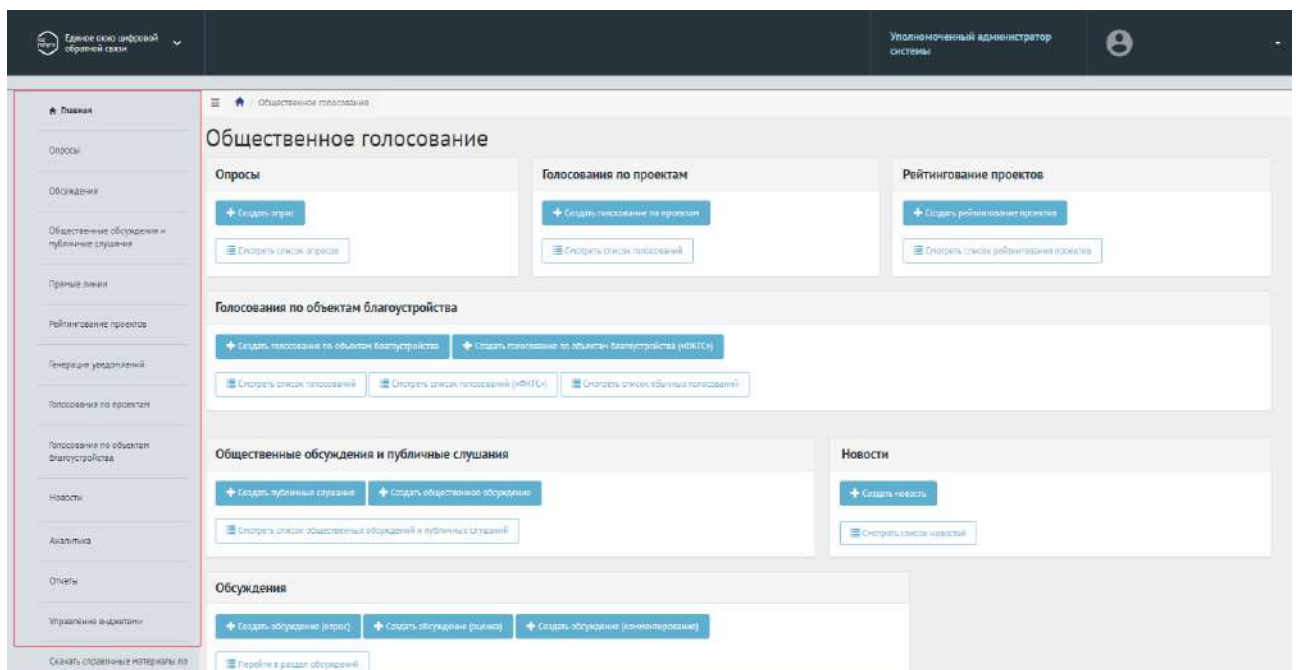 Единое окно цифровой
обратной связи
Уполномоченный администратор
системы
Главная
Опросы
Обсуждения
Общественные обсуждения и
публичные слушания
Прямые линии
Рейтингование проектов
Генерация уведомлений
Голосования по проектам
Голосования по объектам
благоустройства
Новости
Аналитика
Отчеты
Управление виджетами
Скачать справочные материалы по
/ Общественное голосование
Общественное голосование
Опросы
+ Создать опрос
Смотреть список опросов
Голосования по проектам
+ Создать голосование по проектам
Смотреть список голосований
Рейтингование проектов
+ Создать рейтингование проектов
Смотреть список рейтингования проектов
Голосования по объектам благоустройства
+ Создать голосование по объектам благоустройства
+ Создать голосование по объектам благоустройства («ФКГС»)
Смотреть список голосований
Смотреть список голосований («ФКГС»)
Смотреть список обычных голосований
Общественные обсуждения и публичные слушания
+ Создать публичные слушания
+ Создать общественное обсуждение
Смотреть список общественных обсуждений и публичных слушаний
Новости
+ Создать новость
Смотреть список новостей
Обсуждения
+ Создать обсуждение (опрос)
+ Создать обсуждение (оценка)
+ Создать обсуждение (комментирование)
Перейти в раздел обсуждений